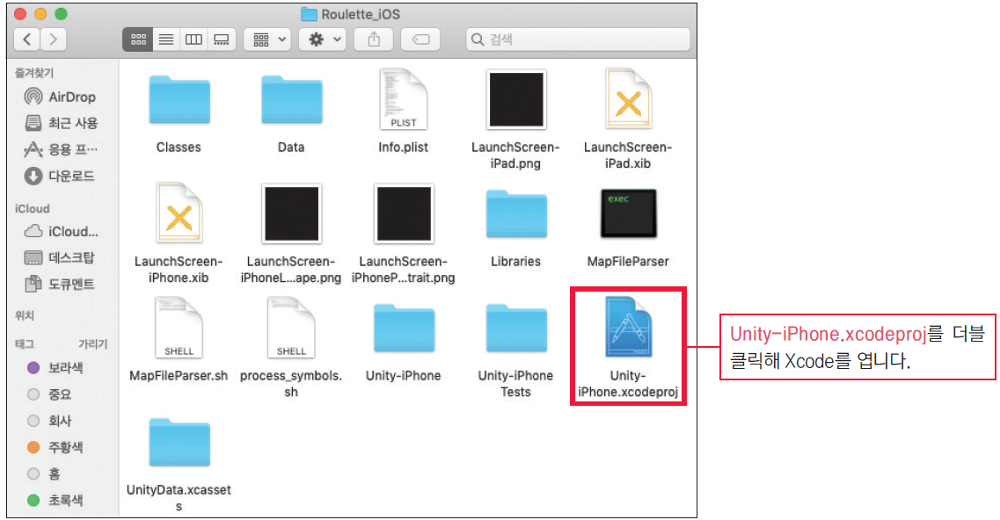 Roulette_iOS
검색
즐겨찾기
AirDrop
최근 사용
응용 프…
다운로드
iCloud
iCloud...
데스크탑
도큐멘트
위치
태그
가리기
보라색
중요
회사
주황색
홈
초록색
Classes
Data
PLIST
Info.plist
LaunchScreen-
iPad.png
LaunchScreen-
iPad.xib
LaunchScreen-
iPhone.xib
LaunchScreen-
iPhoneL...ape.png
LaunchScreen-
iPhoneP...trait.png
Libraries
exec
MapFileParser
SHELL
MapFileParser.sh
SHELL
process_symbols.
sh
Unity-iPhone
Unity-iPhone
Tests
PROJECT
Unity-
iPhone.xcodeproj
UnityData.xcasset
s
Unity-iPhone.xcodeproj를 더블
클릭해 Xcode를 엽니다.